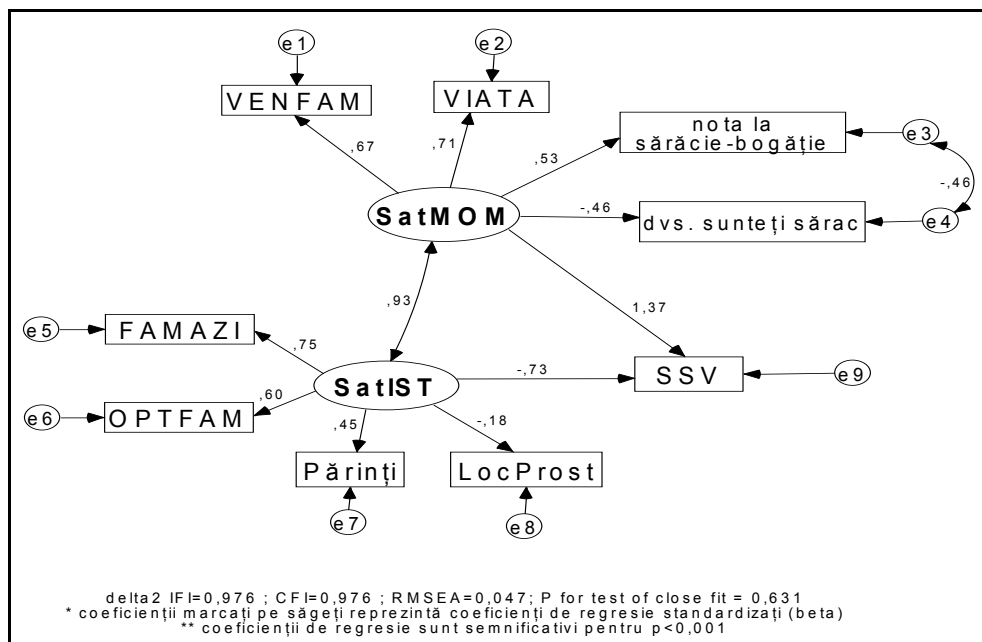 e1
e2
VENFAM
VIATA
nota la
sărăcie-bogăție
e3
,67
,71
,53
-,46
SatMOM
-,46
dvs. sunteți sărac
e4
,93
1,37
e5
FAMAZI
,75
SatIST
-,73
SSV
e9
e6
OPTFAM
,60
,45
-,18
Părinți
LocProst
e7
e8
delta2 IFI=0,976 ; CFI=0,976 ; RMSEA=0,047; P for test of close fit = 0,631
* coeficienții marcați pe săgeți reprezintă coeficienți de regresie standardizați (beta)
** coeficienții de regresie sunt semnificativi pentru p<0,001